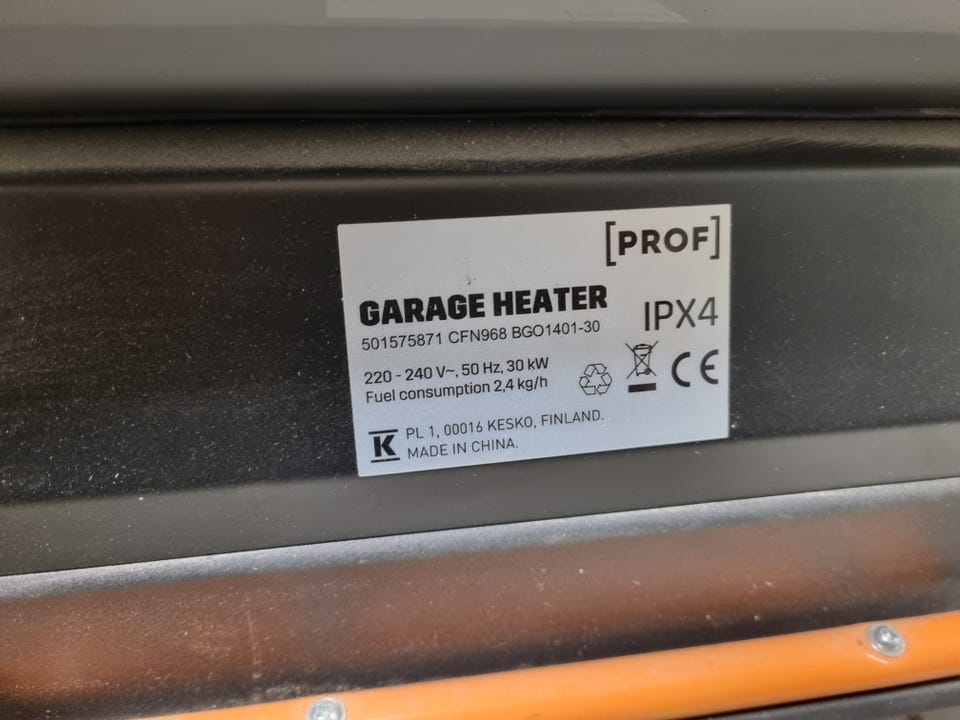 [PROF]
GARAGE HEATER
IPX4
501575871 CFN968 BGO1401-30
220 - 240 V~, 50 Hz, 30 kW
Fuel consumption 2,4 kg/h
CE
K
PL 1, 00016 KESKO, FINLAND.
MADE IN CHINA.